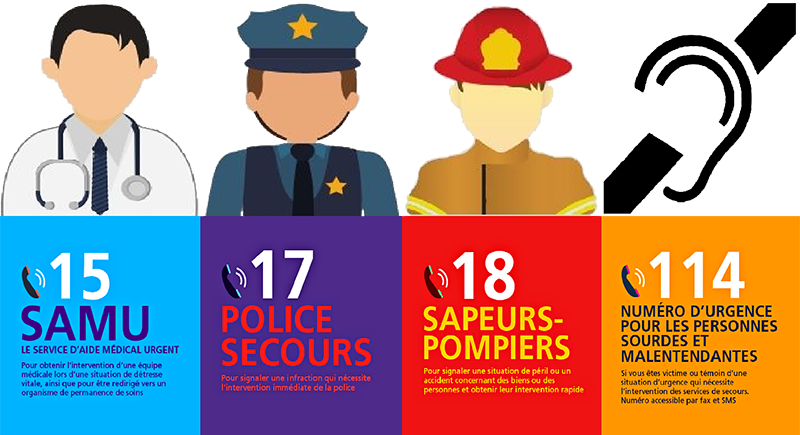 15
SAMU
LE SERVICE D'AIDE MÉDICAL URGENT
Pour obtenir l'intervention d'une équipe
médicale lors d'une situation de détresse
vitale, ainsi que pour être redirigé vers un
organisme de permanence de soins
17
POLICE
SECOURS
Pour signaler une infraction qui nécessite
l'intervention immédiate de la police
18
SAPEURS-
POMPIERS
Pour signaler une situation de péril ou un
accident concernant des biens ou des
personnes et obtenir leur intervention rapide
114
NUMÉRO D'URGENCE
POUR LES PERSONNES
SOURDES ET
MALENTENDANTES
Si vous êtes victime ou témoin d'une
situation d'urgence qui nécessite
l'intervention des services de secours.
Numéro accessible par fax et SMS